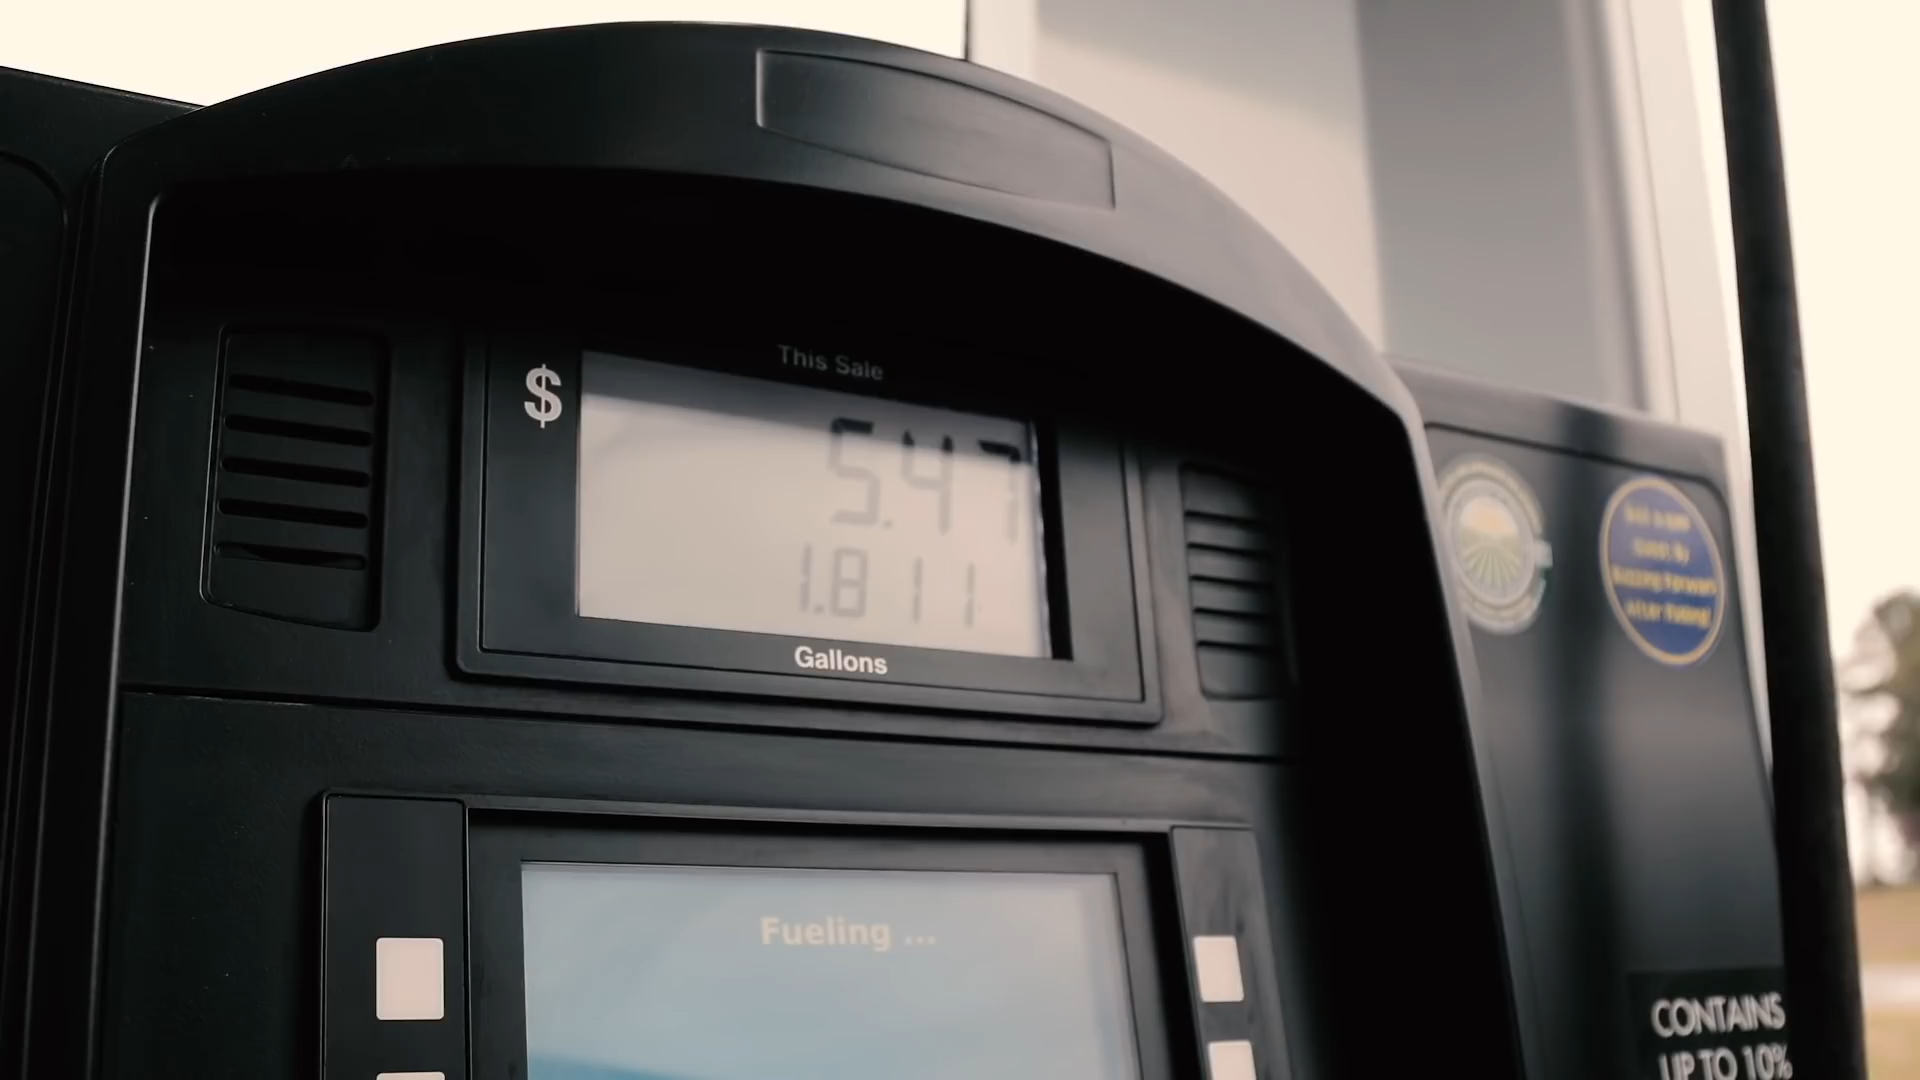 This Sale
$
5.47
1.811
Gallons
Fueling ...
CONTAINS
UP TO 10%